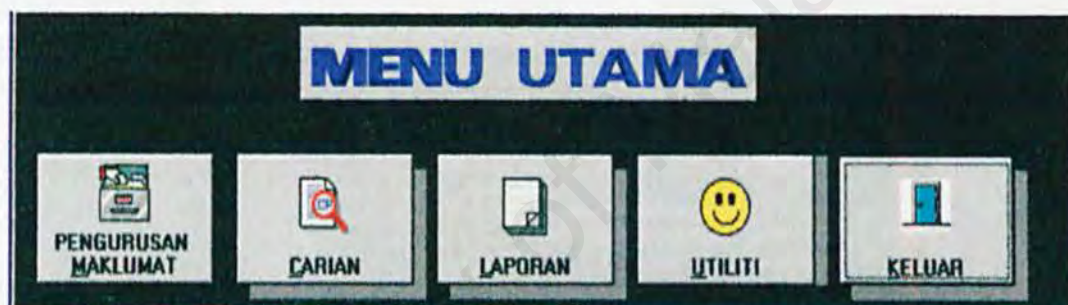 MENU UTAMA
PENGURUSAN
MAKLUMAT
CARIAN
LAPORAN
UTILITI
KELUAR